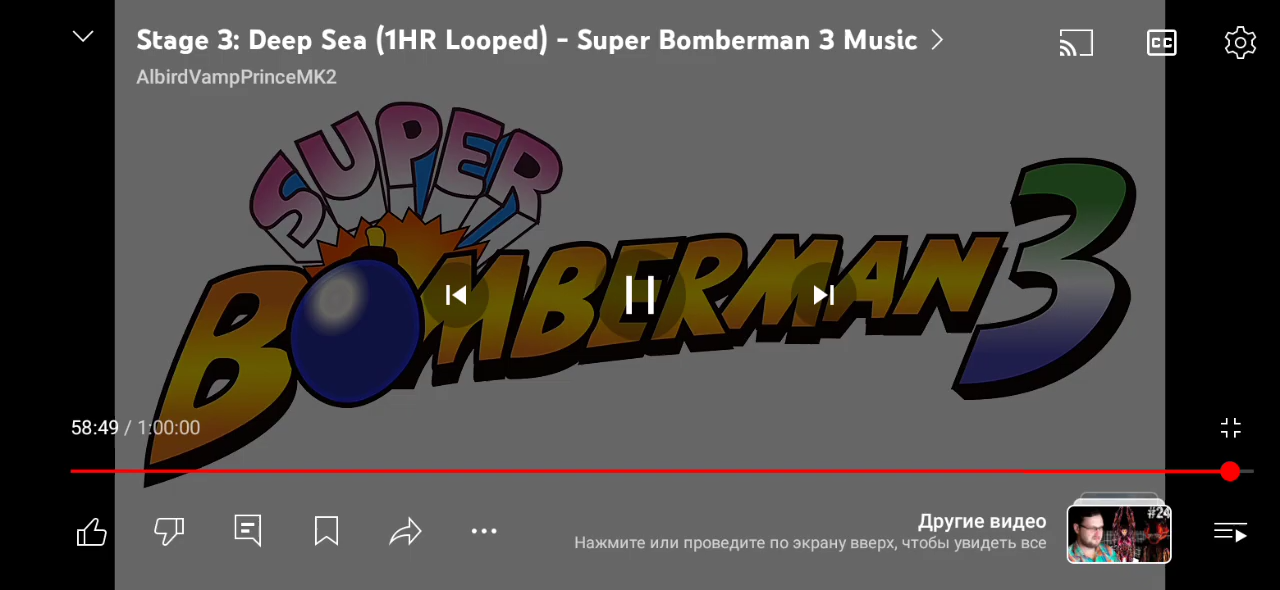 Stage 3: Deep Sea (1HR Looped) - Super Bomberman 3 Music
CC
AlbirdVampPrinceMK2
SUPER
BOMBERMAN 3
58:49 / 1:00:00
Другие видео
Нажмите или проведите по экрану вверх, чтобы увидеть все
#24